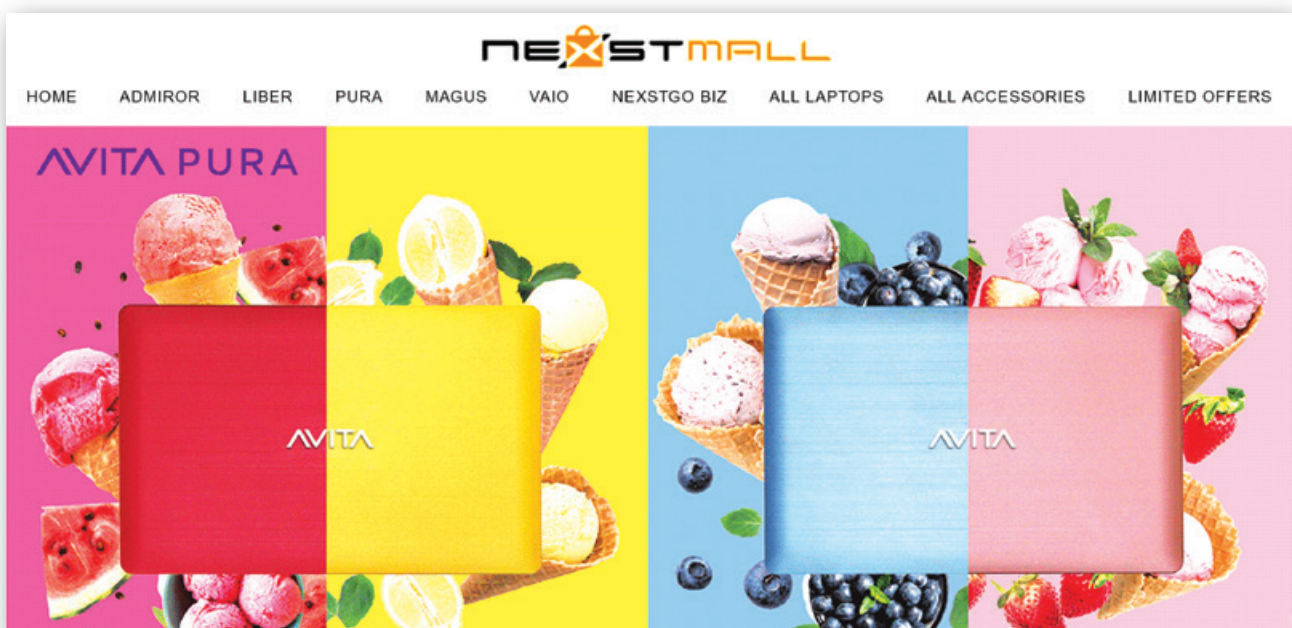 NEXSTMALL
HOME ADMIROR LIBER PURA MAGUS VAIO NEXSTGO BIZ ALL LAPTOPS ALL ACCESSORIES LIMITED OFFERS
AVITA PURA
AVITA AVITA